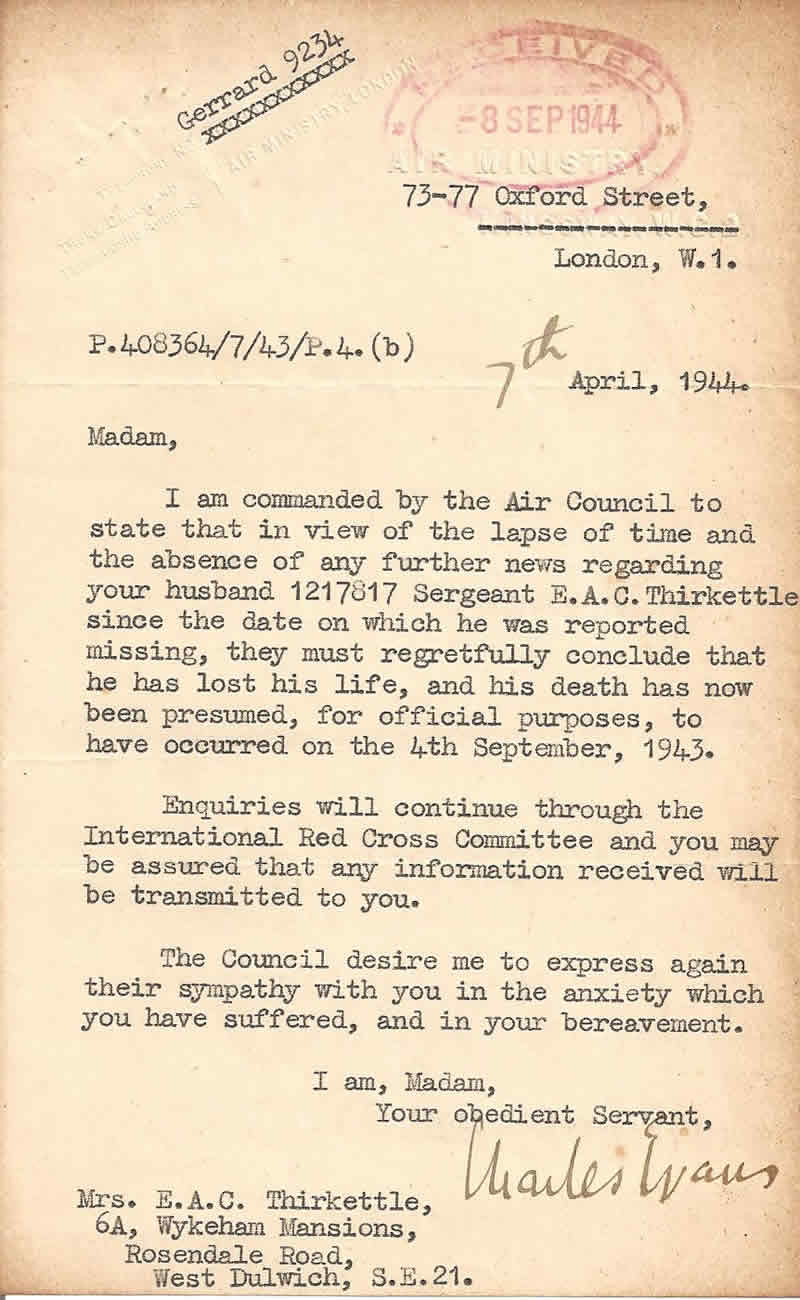 Gerrard 9234
xxxxxxxxxxxx
AIR MINISTRY, LONDON
RECEIVED
-8 SEP 1944
AIR MINISTRY,
73-77 Oxford Street,
London, W.1.
P.408364/7/43/P.4.(b)
7th
April, 1944.
Madam,
I am commanded by the Air Council to
state that in view of the lapse of time and
the absence of any further news regarding
your husband 1217817 Sergeant E.A.C.Thirkettle
since the date on which he was reported
missing, they must regretfully conclude that
he has lost his life, and his death has now
been presumed, for official purposes, to
have occurred on the 4th September, 1943.
Enquiries will continue through the
International Red Cross Committee and you may
be assured that any information received will
be transmitted to you.
The Council desire me to express again
their sympathy with you in the anxiety which
you have suffered, and in your bereavement.
I am, Madam,
Your obedient Servant,
Charles Evans
Mrs. E.A.C. Thirkettle,
6A, Wykeham Mansions,
Rosendale Road,
West Dulwich, S.E.21.